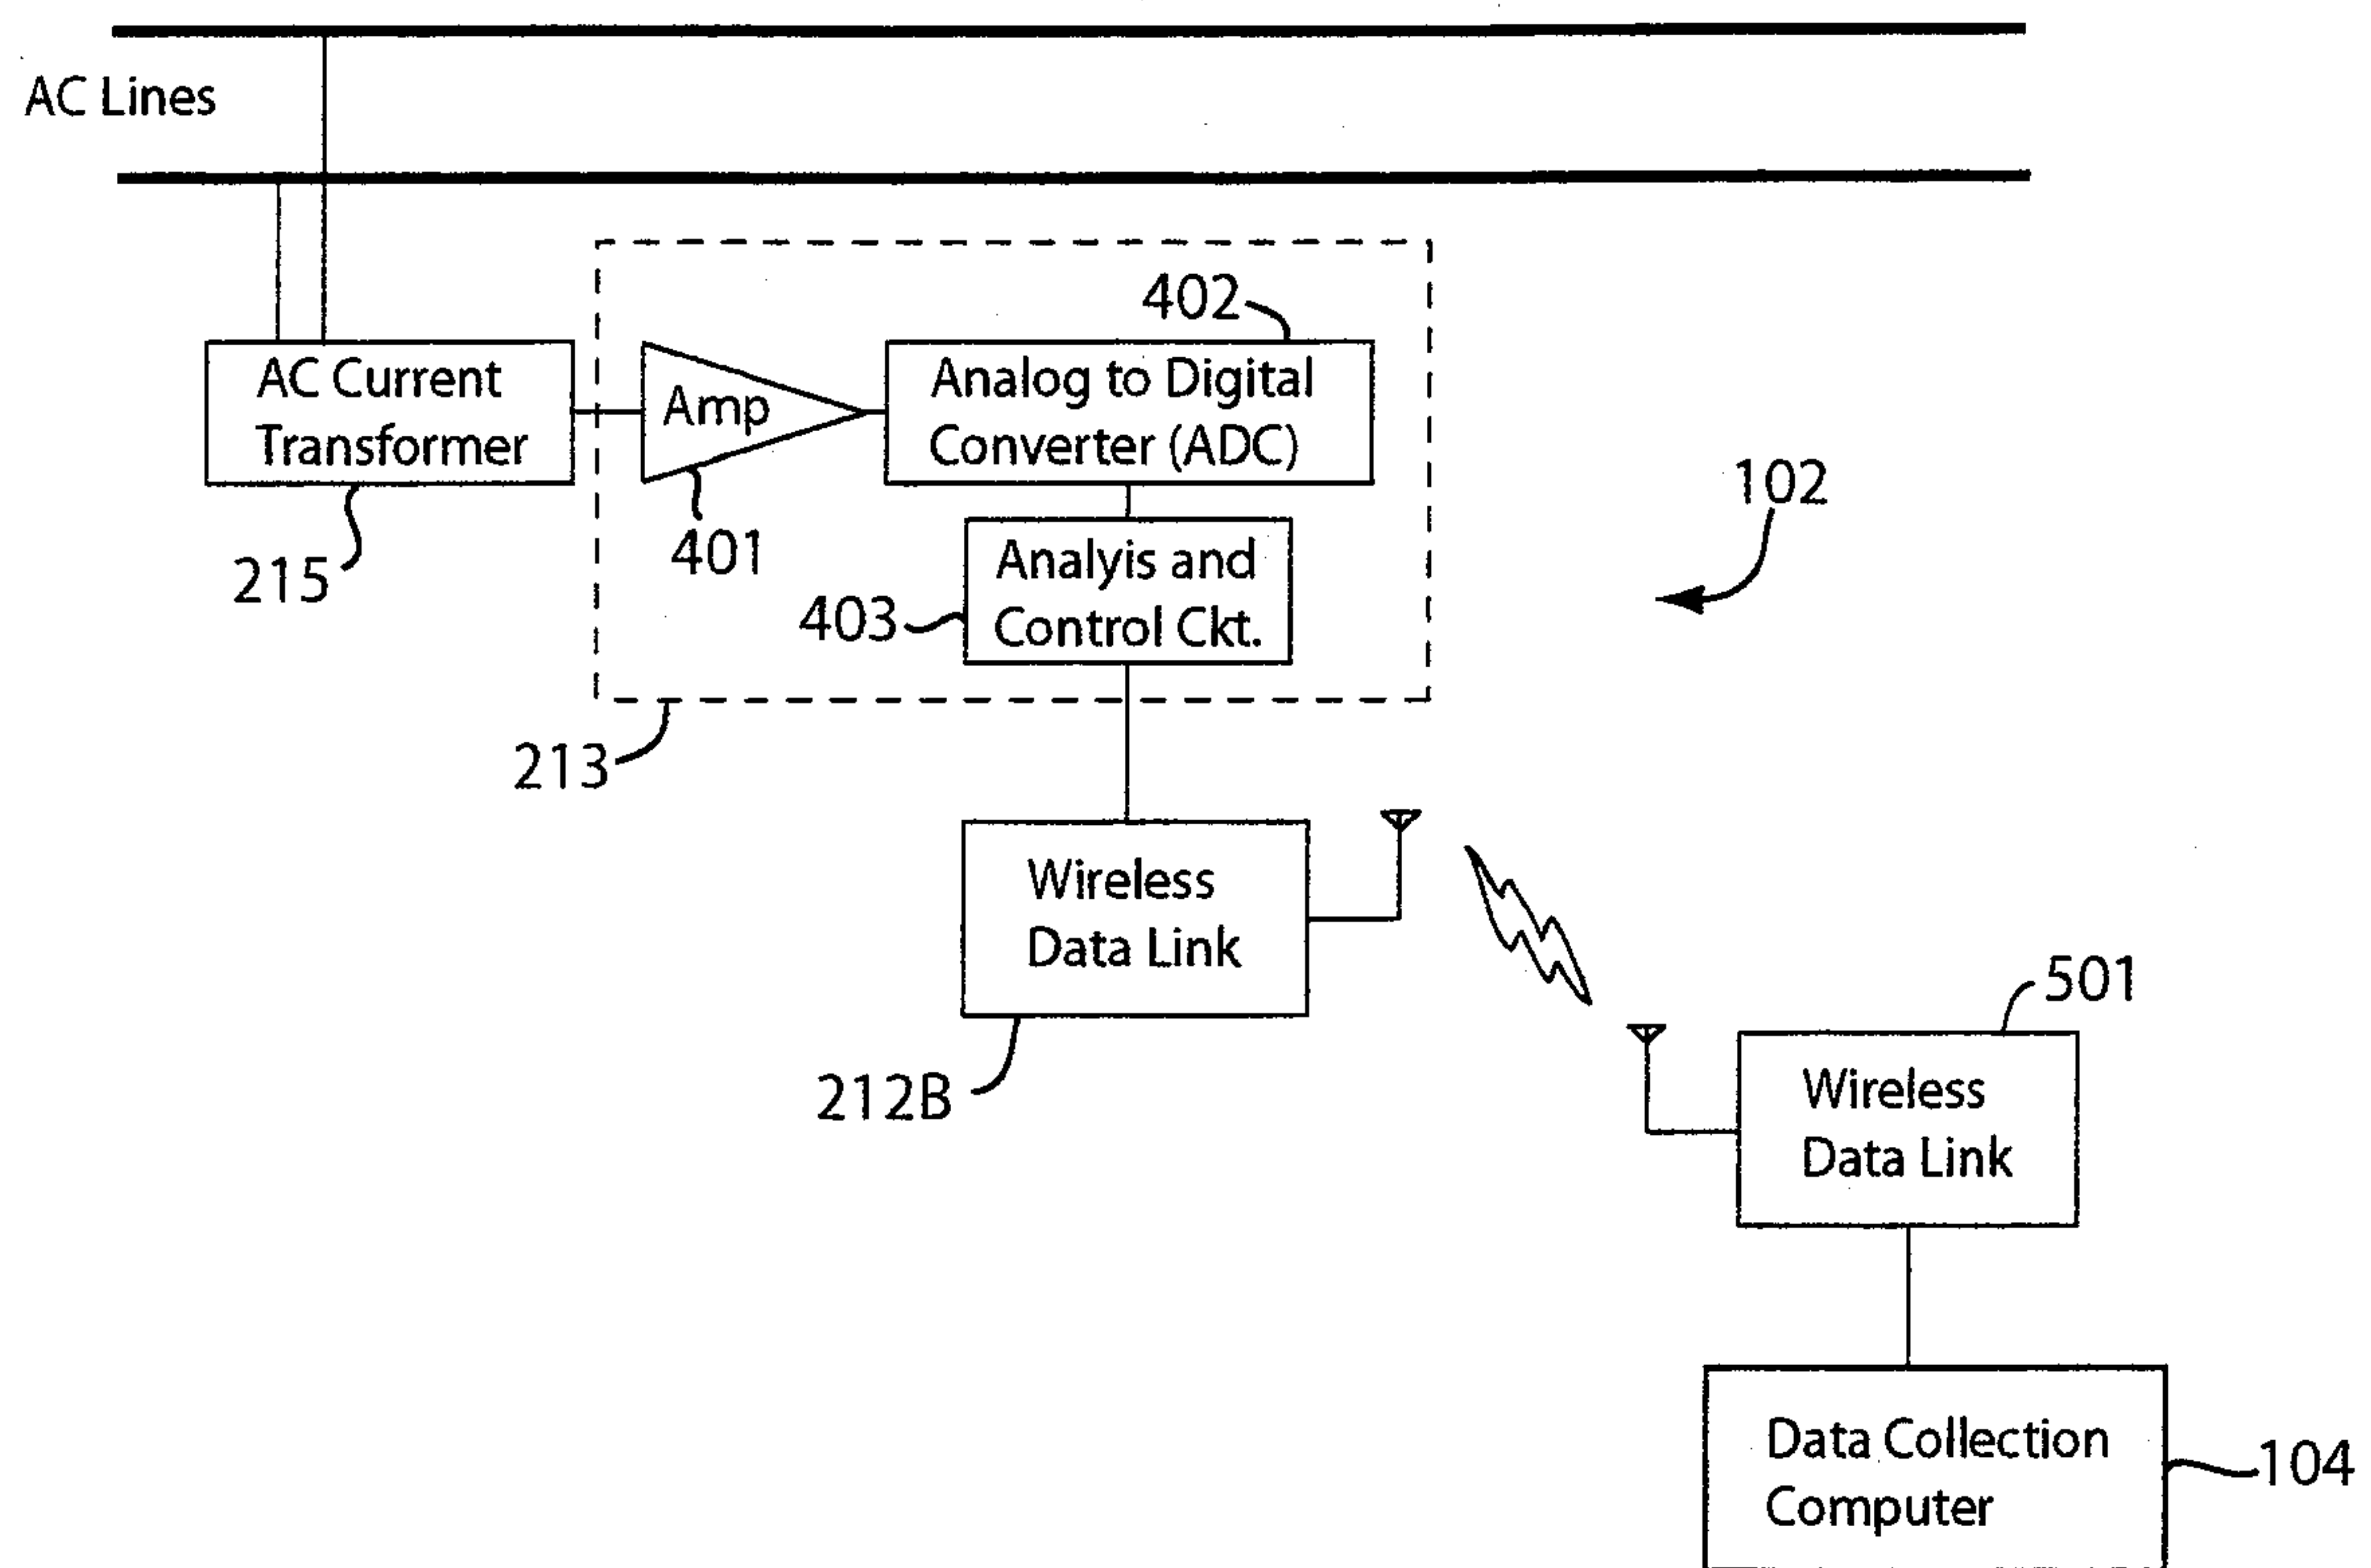 AC Lines
402
AC Current
Transformer
Amp
Analog to Digital
Converter (ADC)
102
215
401
Analyis and
Control Ckt.
403
213
Wireless
Data Link
501
212B
Wireless
Data Link
Data Collection
Computer
104